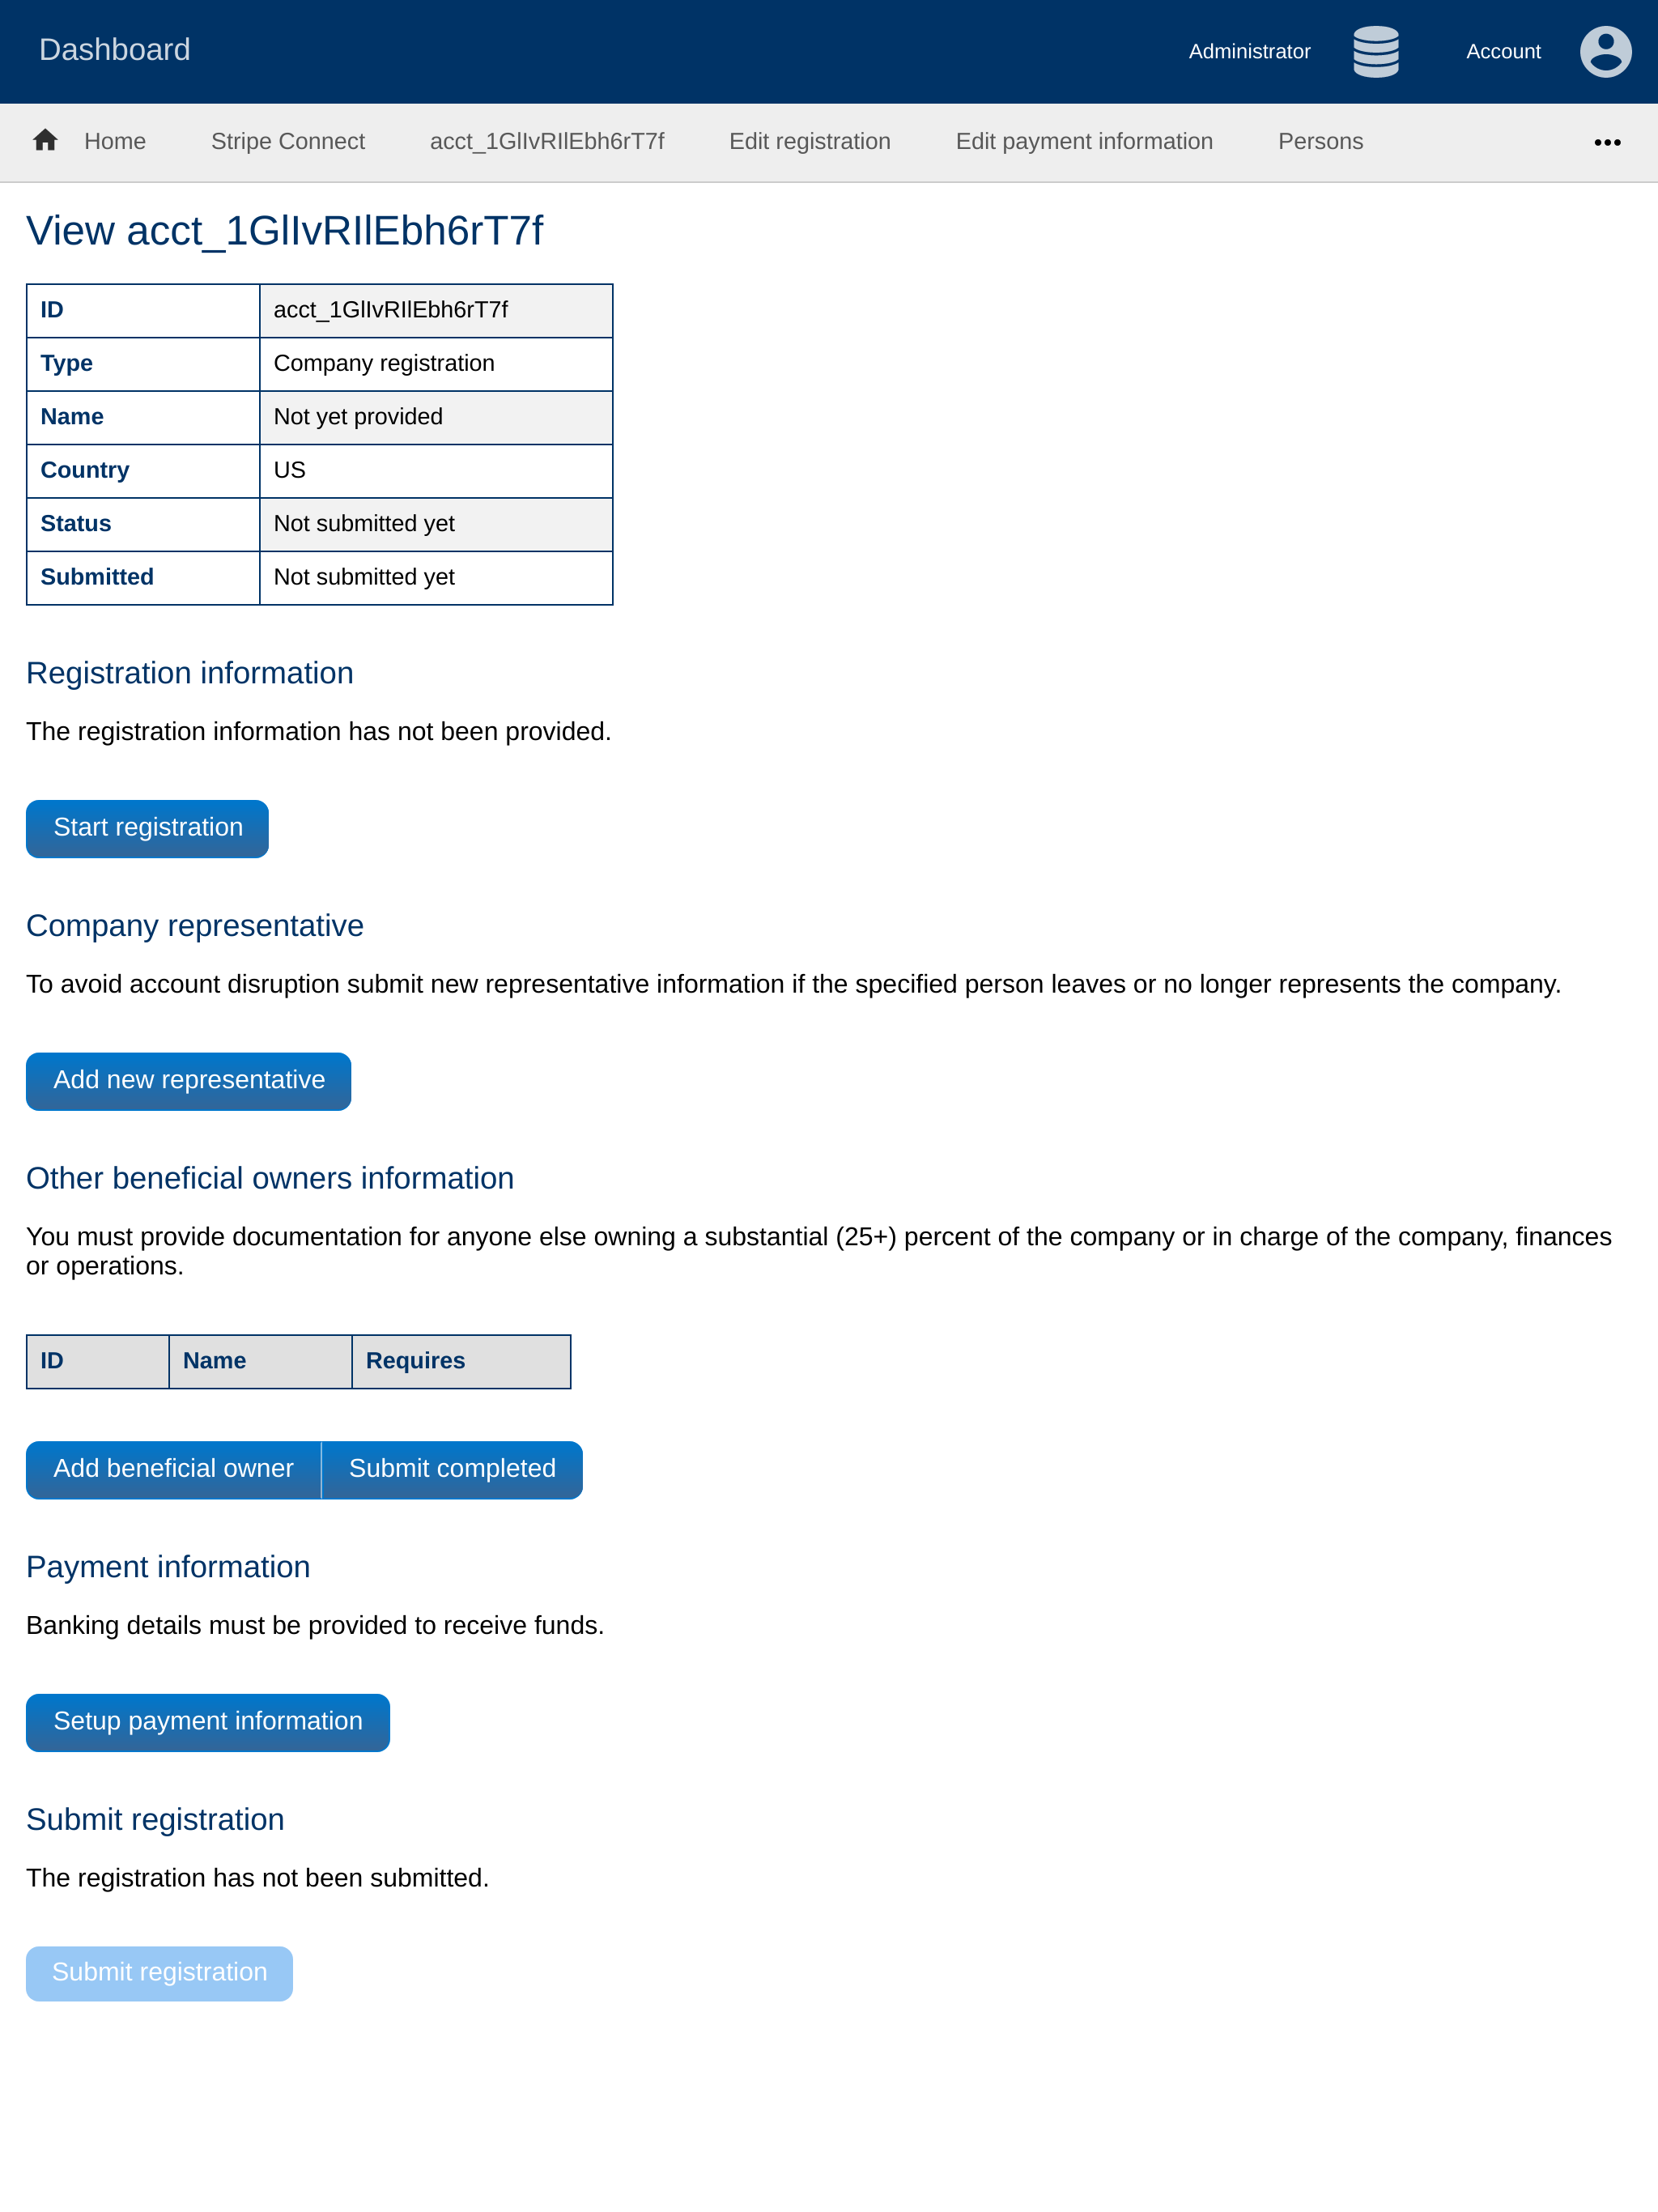 Dashboard Administrator Account
Home Stripe Connect acct_1GlIvRIlEbh6rT7f Edit registration Edit payment information Persons •••
View acct_1GlIvRIlEbh6rT7f
ID acct_1GlIvRIlEbh6rT7f
Type Company registration
Name Not yet provided
Country US
Status Not submitted yet
Submitted Not submitted yet
Registration information
The registration information has not been provided.
Start registration
Company representative
To avoid account disruption submit new representative information if the specified person leaves or no longer represents the company.
Add new representative
Other beneficial owners information
You must provide documentation for anyone else owning a substantial (25+) percent of the company or in charge of the company, finances
or operations.
ID Name Requires
Add beneficial owner Submit completed
Payment information
Banking details must be provided to receive funds.
Setup payment information
Submit registration
The registration has not been submitted.
Submit registration